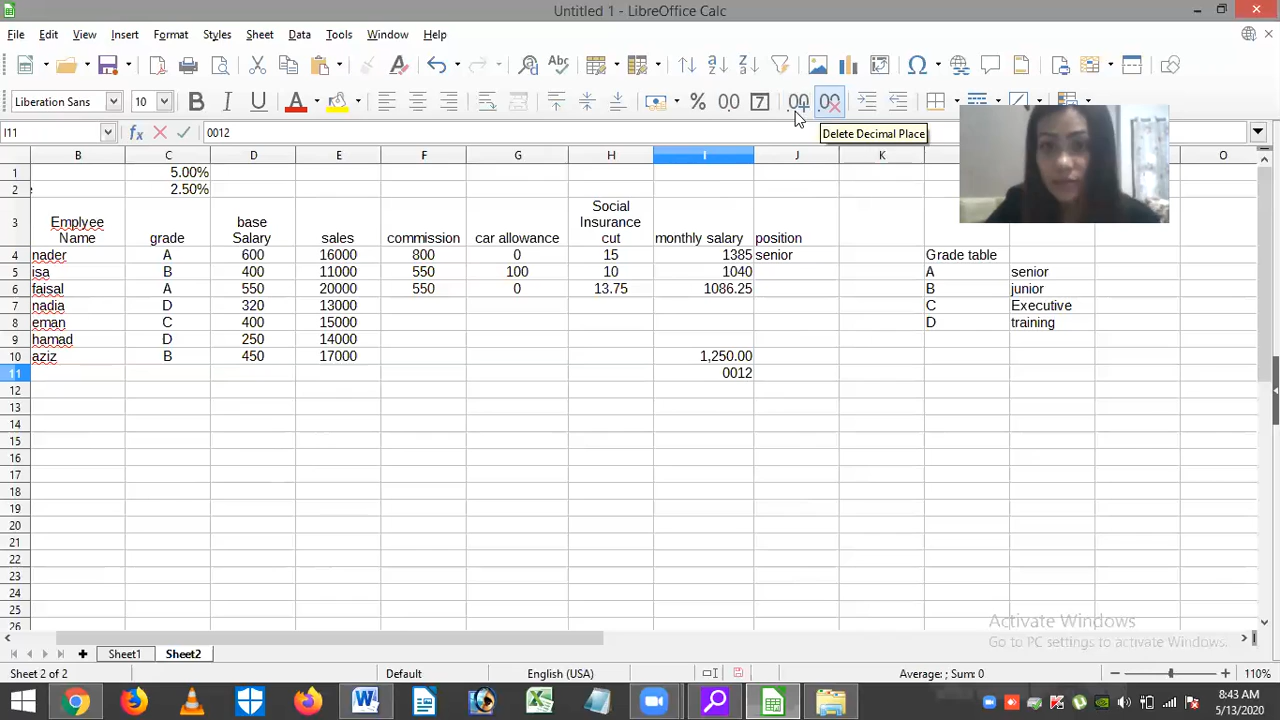 Untitled 1 - LibreOffice Calc
File Edit View Insert Format Styles Sheet Data Tools Window Help
Liberation Sans 10
I11 0012
Delete Decimal Place
B C D E F G H I J K O
1 5.00%
2 e 2.50%
3 Emplyee Name grade base Salary sales commission car allowance Social Insurance cut monthly salary position
4 nader A 600 16000 800 0 15 1385 senior Grade table
5 isa B 400 11000 550 100 10 1040 A senior
6 faisal A 550 20000 550 0 13.75 1086.25 B junior
7 nadia D 320 13000 C Executive
8 eman C 400 15000 D training
9 hamad D 250 14000
10 aziz B 450 17000 1,250.00
11 0012
12
13
14
15
16
17
18
19
20
21
22
23
24
25
26
Activate Windows
Go to PC settings to activate Windows.
Sheet1 Sheet2
Sheet 2 of 2 Default English (USA) Average: ; Sum: 0 110%
8:43 AM
5/13/2020